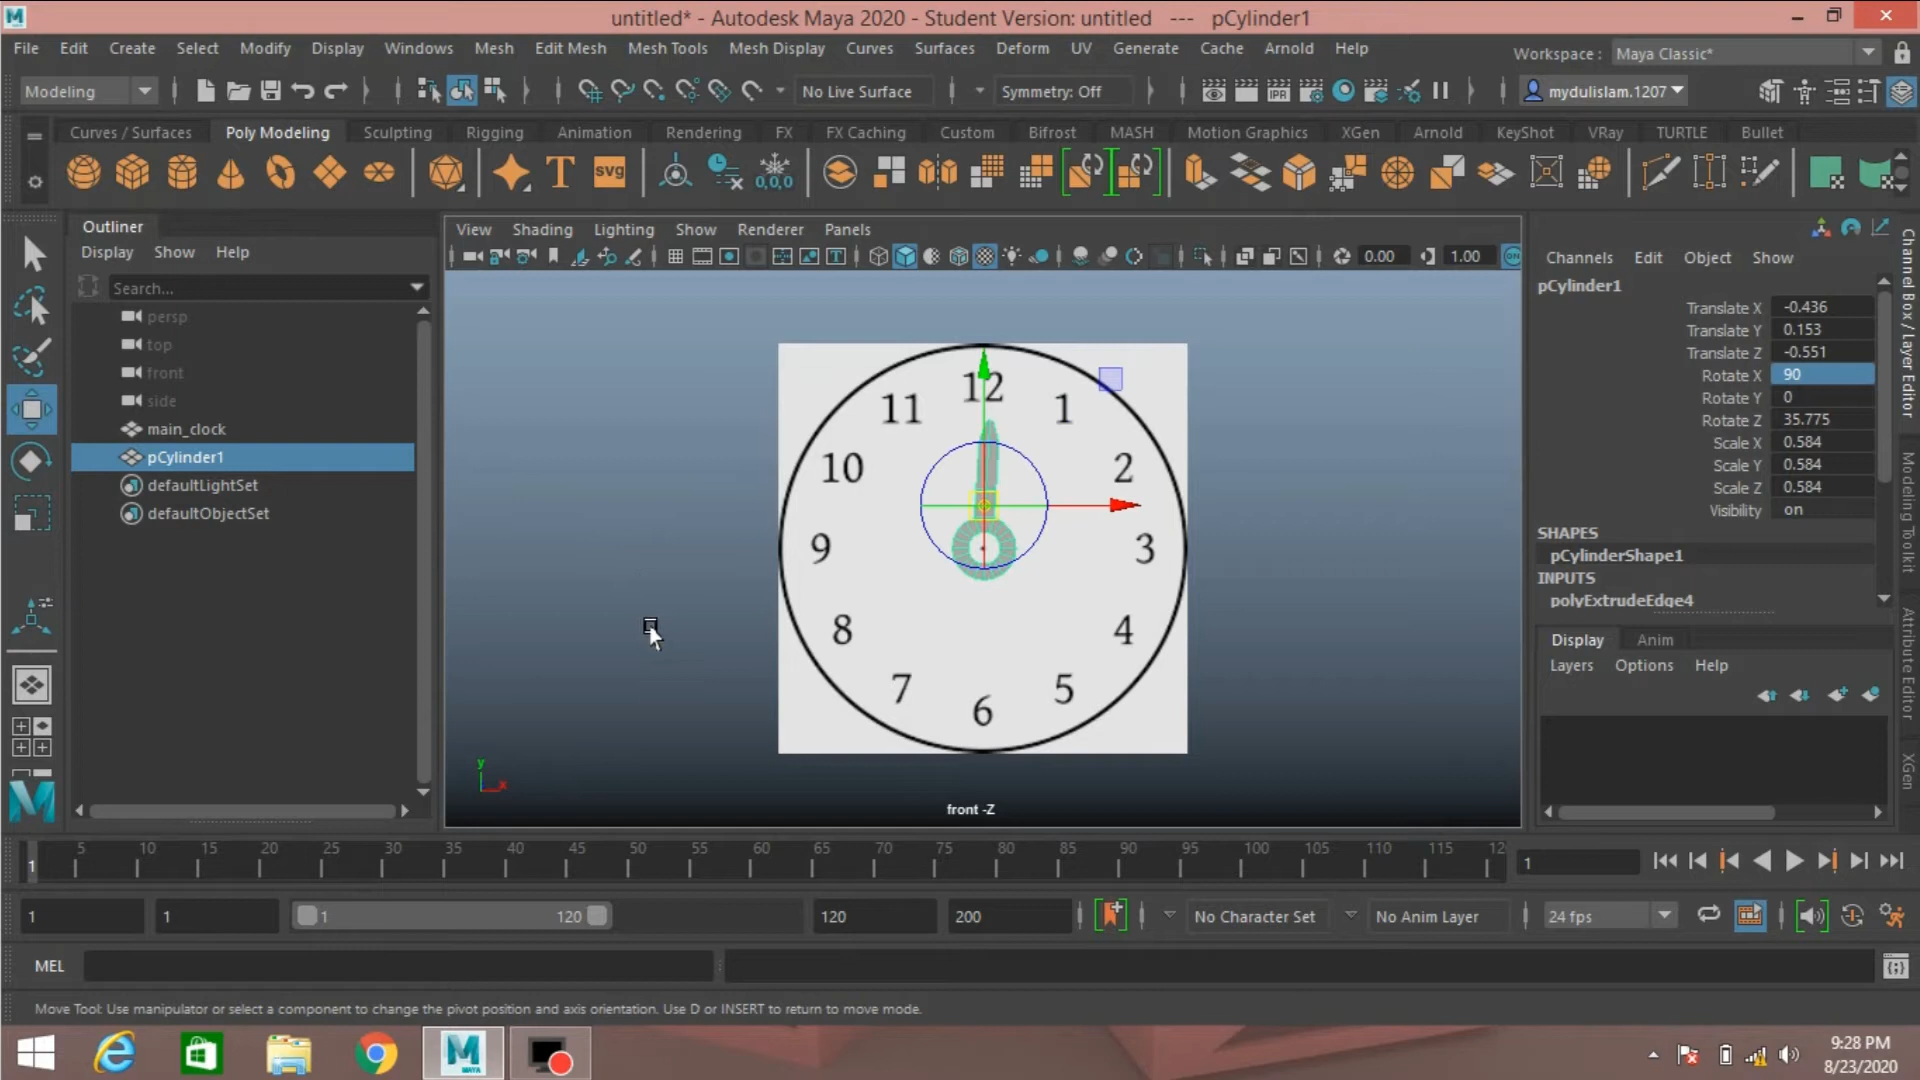 untitled* - Autodesk Maya 2020 - Student Version: untitled --- pCylinder1
File Edit Create Select Modify Display Windows Mesh Edit Mesh Mesh Tools Mesh Display Curves Surfaces Deform UV Generate Cache Arnold Help
Workspace : Maya Classic*
Modeling
No Live Surface
Symmetry: Off
IPR
mydulislam.1207
Curves / Surfaces Poly Modeling Sculpting Rigging Animation Rendering FX FX Caching Custom Bifrost MASH Motion Graphics XGen Arnold KeyShot VRay TURTLE Bullet
T
SVG
0,0,0
Outliner
Display Show Help
Search...
persp
top
front
side
main_clock
pCylinder1
defaultLightSet
defaultObjectSet
View Shading Lighting Show Renderer Panels
0.00
1.00
ON
12
1
2
3
4
5
6
7
8
9
10
11
y
x
front -Z
Channels Edit Object Show
pCylinder1
Translate X -0.436
Translate Y 0.153
Translate Z -0.551
Rotate X 90
Rotate Y 0
Rotate Z 35.775
Scale X 0.584
Scale Y 0.584
Scale Z 0.584
Visibility on
SHAPES
pCylinderShape1
INPUTS
polyExtrudeEdge4
Display Anim
Layers Options Help
Channel Box / Layer Editor
Modeling Toolkit
Attribute Editor
XGen
1 5 10 15 20 25 30 35 40 45 50 55 60 65 70 75 80 85 90 95 100 105 110 115 12
1
1
1
1
120
120
200
No Character Set
No Anim Layer
24 fps
MEL
Move Tool: Use manipulator or select a component to change the pivot position and axis orientation. Use D or INSERT to return to move mode.
MAYA
9:28 PM
8/23/2020